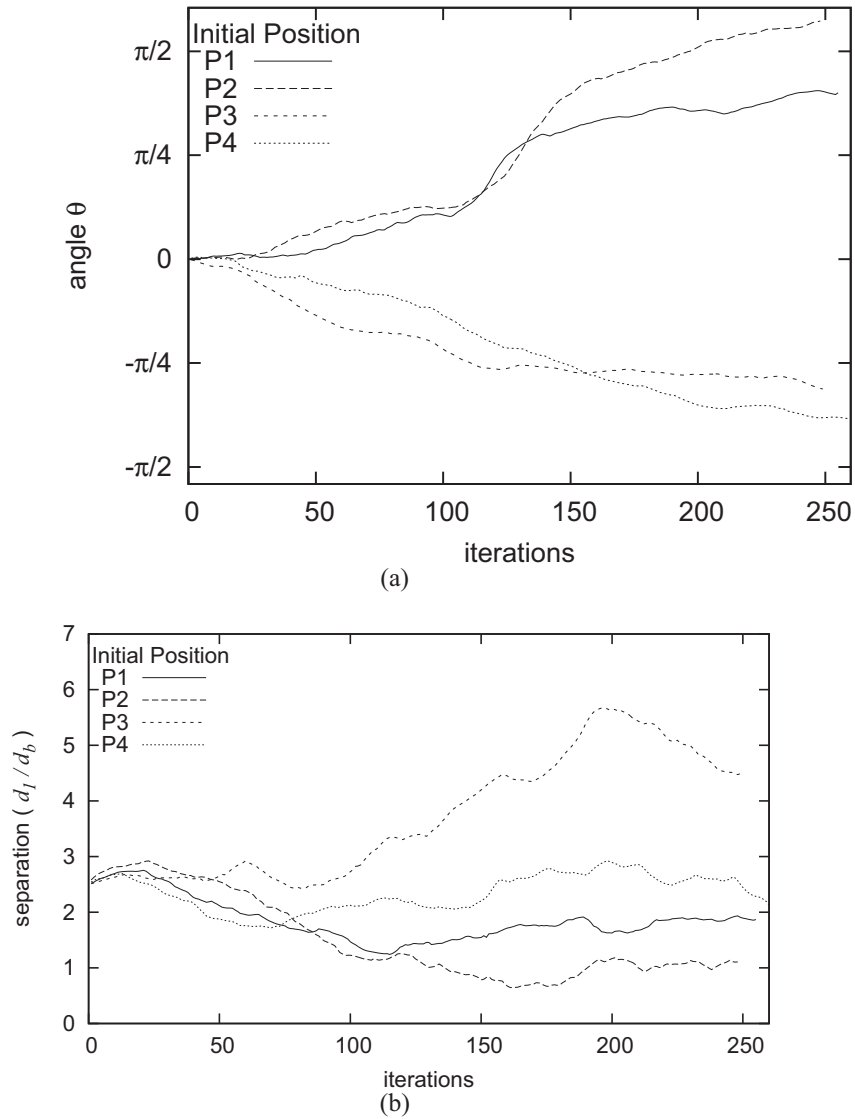 Initial Position
P1
P2
P3
P4
π/2
π/4
0
-π/4
-π/2
angle θ
0 50 100 150 200 250
iterations
(a)
7
6
5
4
3
2
1
0
Initial Position
P1
P2
P3
P4
separation ( d1 / db )
0 50 100 150 200 250
iterations
(b)